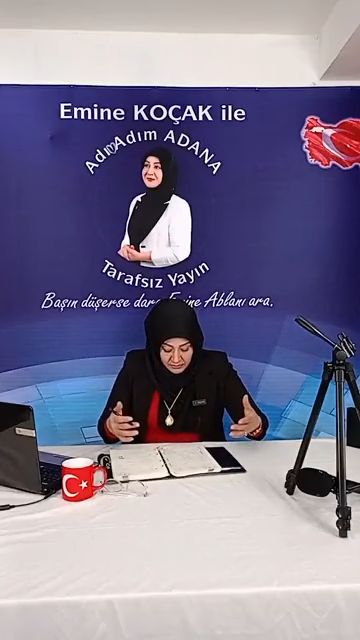 Emine KOÇAK ile
Adım Adım ADANA
Tarafsız Yayın
Başın düşerse dara Emine Ablanı ara.